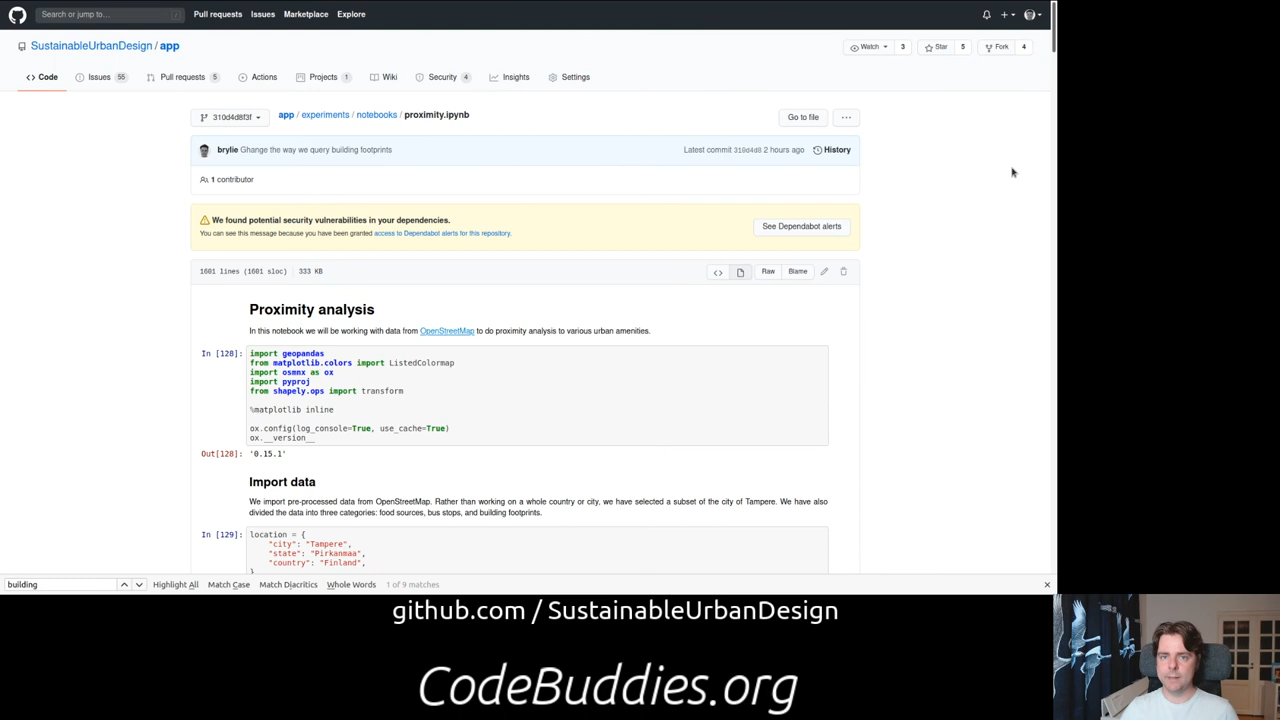 Search or jump to…
Pull requests Issues Marketplace Explore
SustainableUrbanDesign / app
Watch 3 Star 5 Fork 4
Code Issues 55 Pull requests 5 Actions Projects 1 Wiki Security 4 Insights Settings
310d4d8f3f app / experiments / notebooks / proximity.ipynb Go to file ...
brylie Ghange the way we query building footprints Latest commit 310d4d8 2 hours ago History
1 contributor
We found potential security vulnerabilities in your dependencies.
You can see this message because you have been granted access to Dependabot alerts for this repository.
See Dependabot alerts
1601 lines (1601 sloc) 333 KB <> Raw Blame
Proximity analysis
In this notebook we will be working with data from OpenStreetMap to do proximity analysis to various urban amenities.
In [128]: import geopandas
from matplotlib.colors import ListedColormap
import osmnx as ox
import pyproj
from shapely.ops import transform
%matplotlib inline
ox.config(log_console=True, use_cache=True)
ox.__version__
Out[128]: '0.15.1'
Import data
We import pre-processed data from OpenStreetMap. Rather than working on a whole country or city, we have selected a subset of the city of Tampere. We have also
divided the data into three categories: food sources, bus stops, and building footprints.
In [129]: location = {
"city": "Tampere",
"state": "Pirkanmaa",
"country": "Finland",
}
building Highlight All Match Case Match Diacritics Whole Words 1 of 9 matches
github.com / SustainableUrbanDesign
CodeBuddies.org